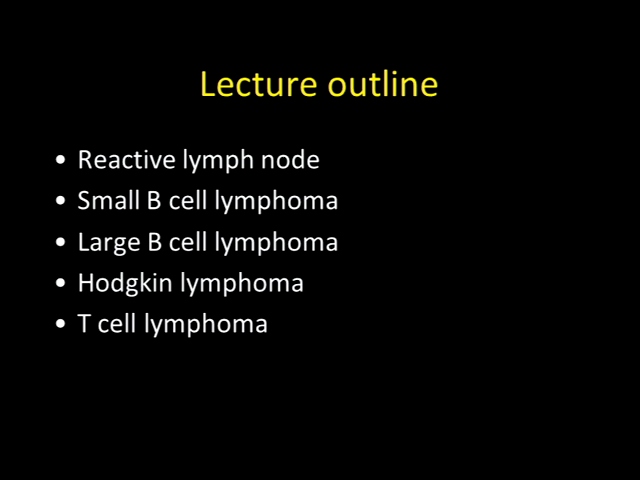 Lecture outline
• Reactive lymph node
• Small B cell lymphoma
• Large B cell lymphoma
• Hodgkin lymphoma
• T cell lymphoma